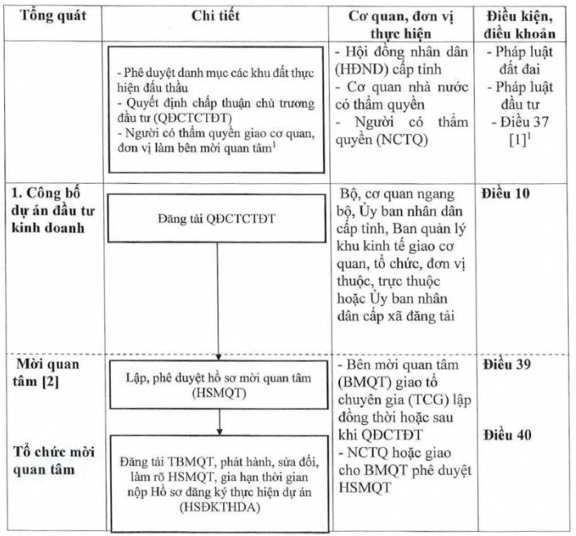 Tổng quát
Chi tiết
Cơ quan, đơn vị
thực hiện
Điều kiện,
điều khoản
- Phê duyệt danh mục các khu đất thực
hiện đấu thầu
- Quyết định chấp thuận chủ trương
đầu tư (QĐCTCTĐT)
- Người có thẩm quyền giao cơ quan,
đơn vị làm bên mời quan tâm¹
- Hội đồng nhân dân
(HĐND) cấp tỉnh
- Cơ quan nhà nước
có thẩm quyền
- Người có thẩm
quyền (NCTQ)
- Pháp luật
đất đai
- Pháp luật
đầu tư
- Điều 37
[1]¹
1. Công bố
dự án đầu tư
kinh doanh
Đăng tải QĐCTCTĐT
Bộ, cơ quan ngang
bộ, Ủy ban nhân dân
cấp tỉnh, Ban quản lý
khu kinh tế giao cơ
quan, tổ chức, đơn vị
thuộc, trực thuộc
hoặc Ủy ban nhân
dân cấp xã đăng tải
Điều 10
Mời quan
tâm [2]
Lập, phê duyệt hồ sơ mời quan tâm
(HSMQT)
- Bên mời quan tâm
(BMQT) giao tổ
chuyên gia (TCG) lập
đồng thời hoặc sau
khi QĐCTĐT
- NCTQ hoặc giao
cho BMQT phê duyệt
HSMQT
Điều 39
Tổ chức mời
quan tâm
Đăng tải TBMQT, phát hành, sửa đổi,
làm rõ HSMQT, gia hạn thời gian
nộp Hồ sơ đăng ký thực hiện dự án
(HSĐKTHDA)
Điều 40